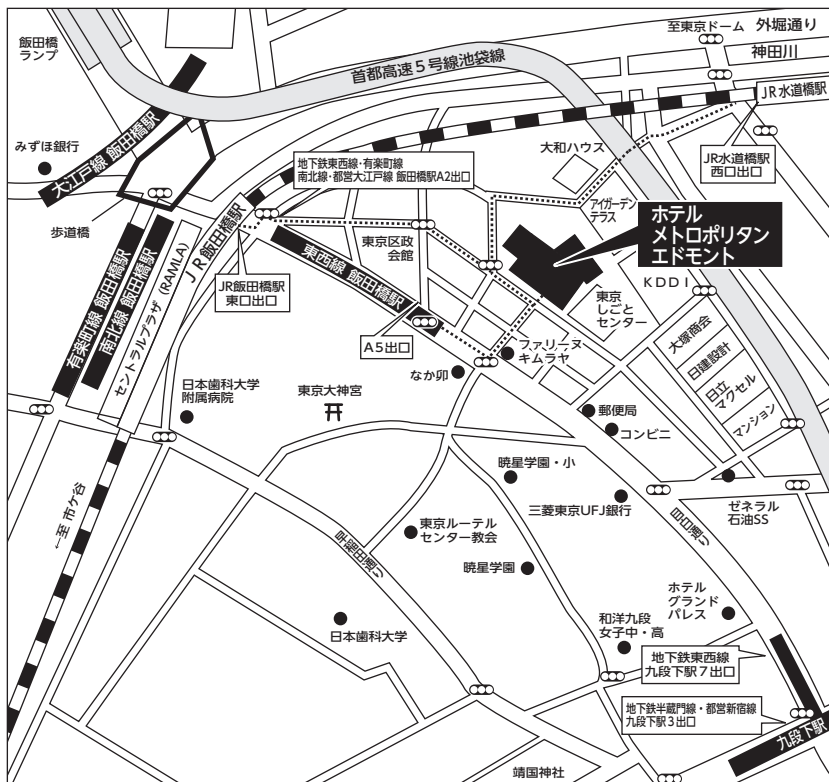 飯田橋
ランプ
至東京ドーム
外堀通り
神田川
首都高速5号線池袋線
JR水道橋駅
みずほ銀行
大江戸線 飯田橋駅
地下鉄東西線・有楽町線
南北線・都営大江戸線 飯田橋駅A2出口
大和ハウス
JR水道橋駅
西口出口
アイガーデン
テラス
ホテル
メトロポリタン
エドモント
歩道橋
JR飯田橋駅
東京区政
会館
KDDI
JR飯田橋駅
東口出口
東西線 飯田橋駅
東京
しごと
センター
有楽町線 飯田橋駅
南北線 飯田橋駅
セントラルプラザ (RAMLA)
A5出口
ファリーヌ
キムラヤ
大塚商会
日建設計
日立
マクセル
マンション
なか卯
日本歯科大学
附属病院
東京大神宮
郵便局
コンビニ
暁星学園・小
三菱東京UFJ銀行
ゼネラル
石油SS
←至 市ケ谷
早稲田通り
東京ルーテル
センター教会
目白通り
暁星学園
ホテル
グランド
パレス
日本歯科大学
和洋九段
女子中・高
地下鉄東西線
九段下駅7出口
地下鉄半蔵門線・都営新宿線
九段下駅3出口
九段下駅
靖国神社